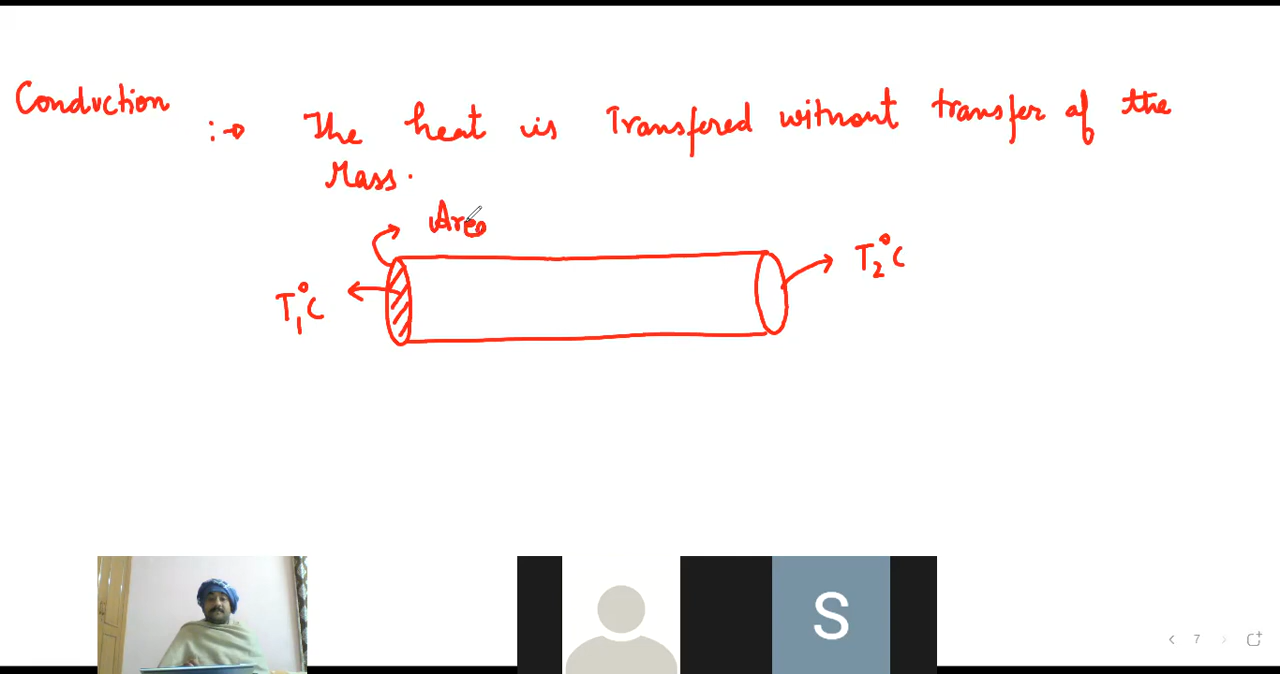 Conduction :→ The heat is Transfered without transfer of the
Mass.
Area
T₁°C
T₂°C
S
7